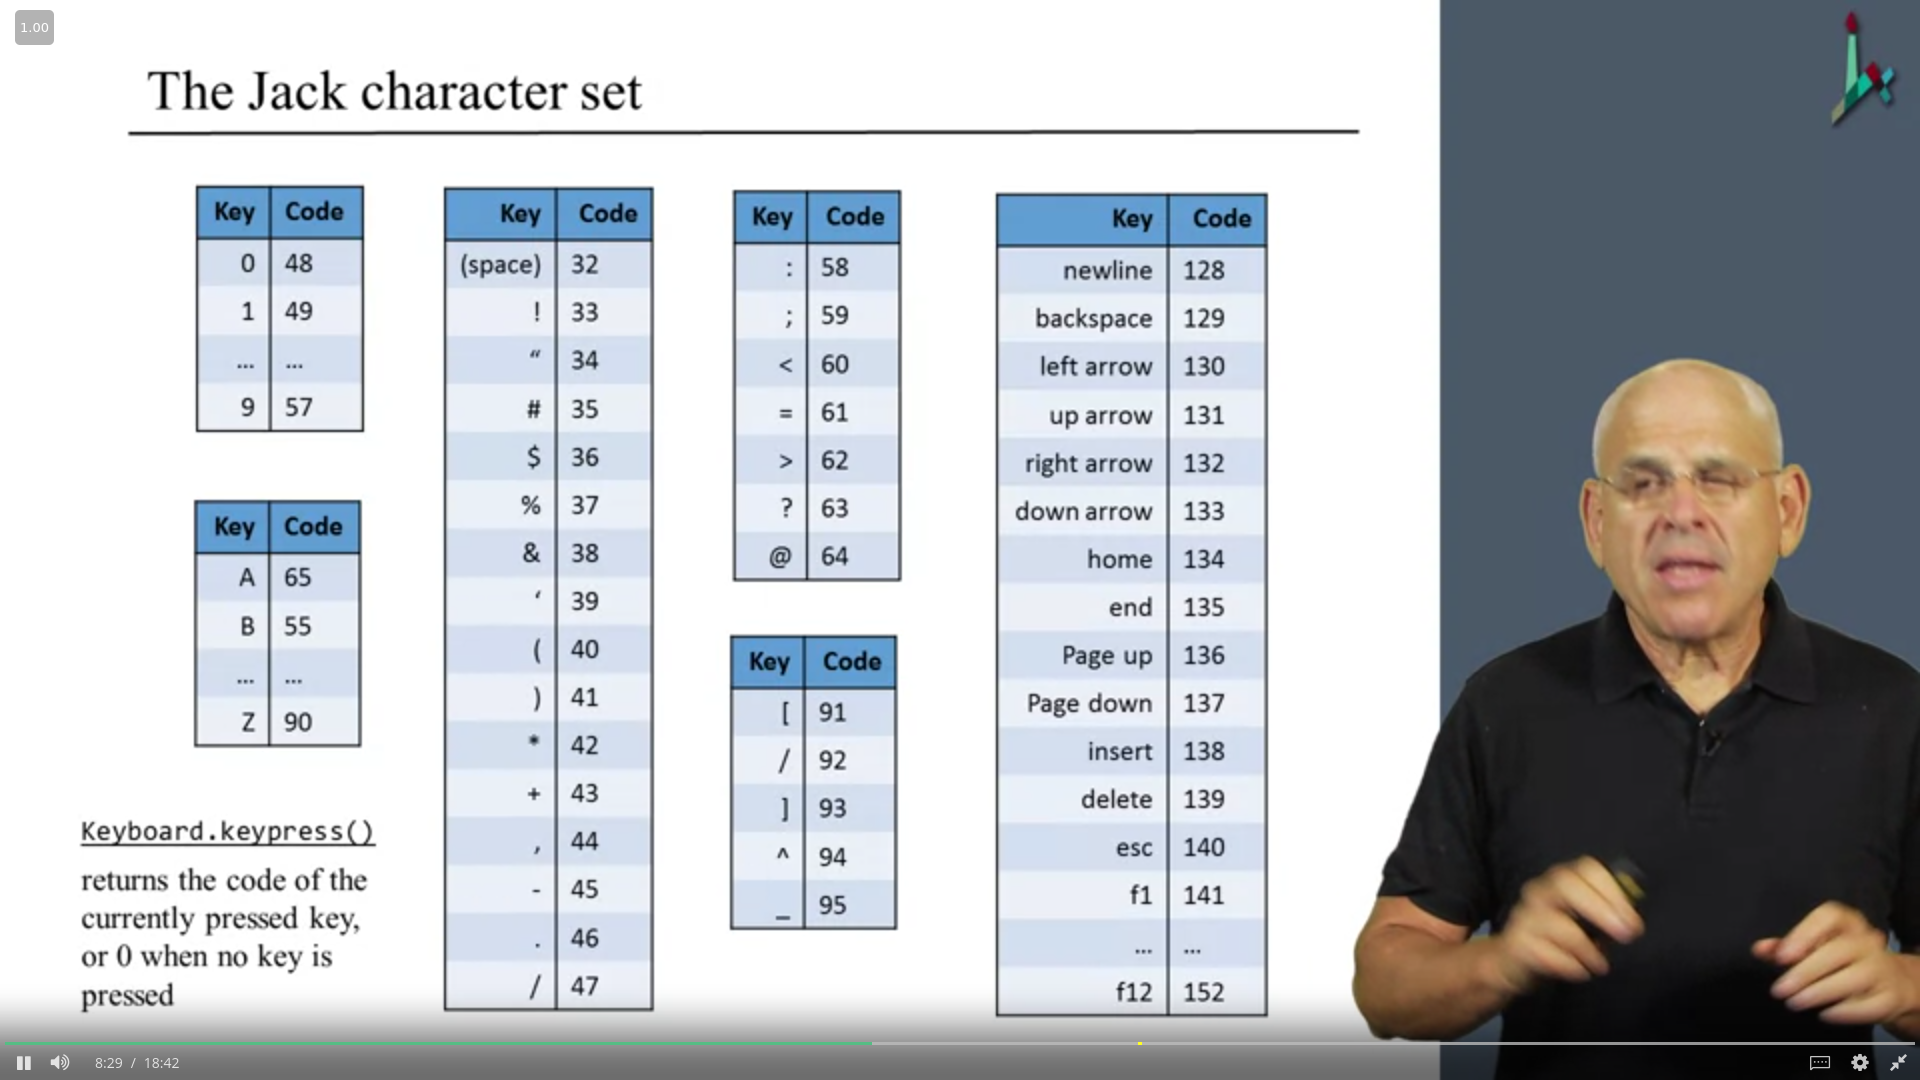 1.00
The Jack character set
Key Code
0 48
1 49
... ...
9 57
Key Code
A 65
B 55
... ...
Z 90
Keyboard.keypress()
returns the code of the
currently pressed key,
or 0 when no key is
pressed
Key Code
(space) 32
! 33
“ 34
# 35
$ 36
% 37
& 38
‘ 39
( 40
) 41
* 42
+ 43
, 44
- 45
. 46
/ 47
Key Code
: 58
; 59
< 60
= 61
> 62
? 63
@ 64
Key Code
[ 91
/ 92
] 93
^ 94
_ 95
Key Code
newline 128
backspace 129
left arrow 130
up arrow 131
right arrow 132
down arrow 133
home 134
end 135
Page up 136
Page down 137
insert 138
delete 139
esc 140
f1 141
... ...
f12 152
8:29 / 18:42